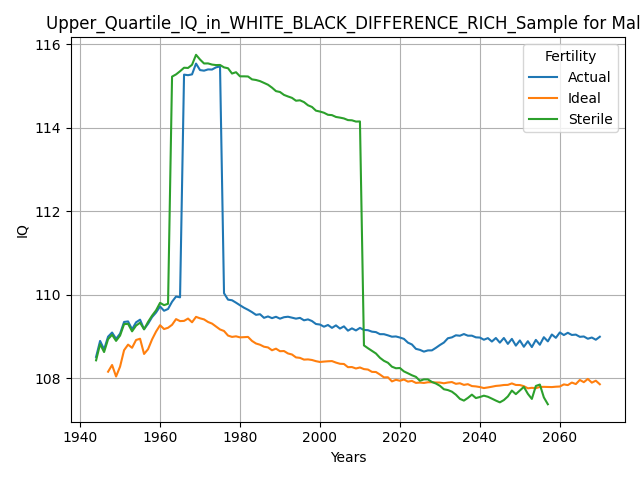 Upper_Quartile_IQ_in_WHITE_BLACK_DIFFERENCE_RICH_Sample for Mal
116
114
112
110
108
IQ
Fertility
Actual
Ideal
Sterile
1940 1960 1980 2000 2020 2040 2060
Years